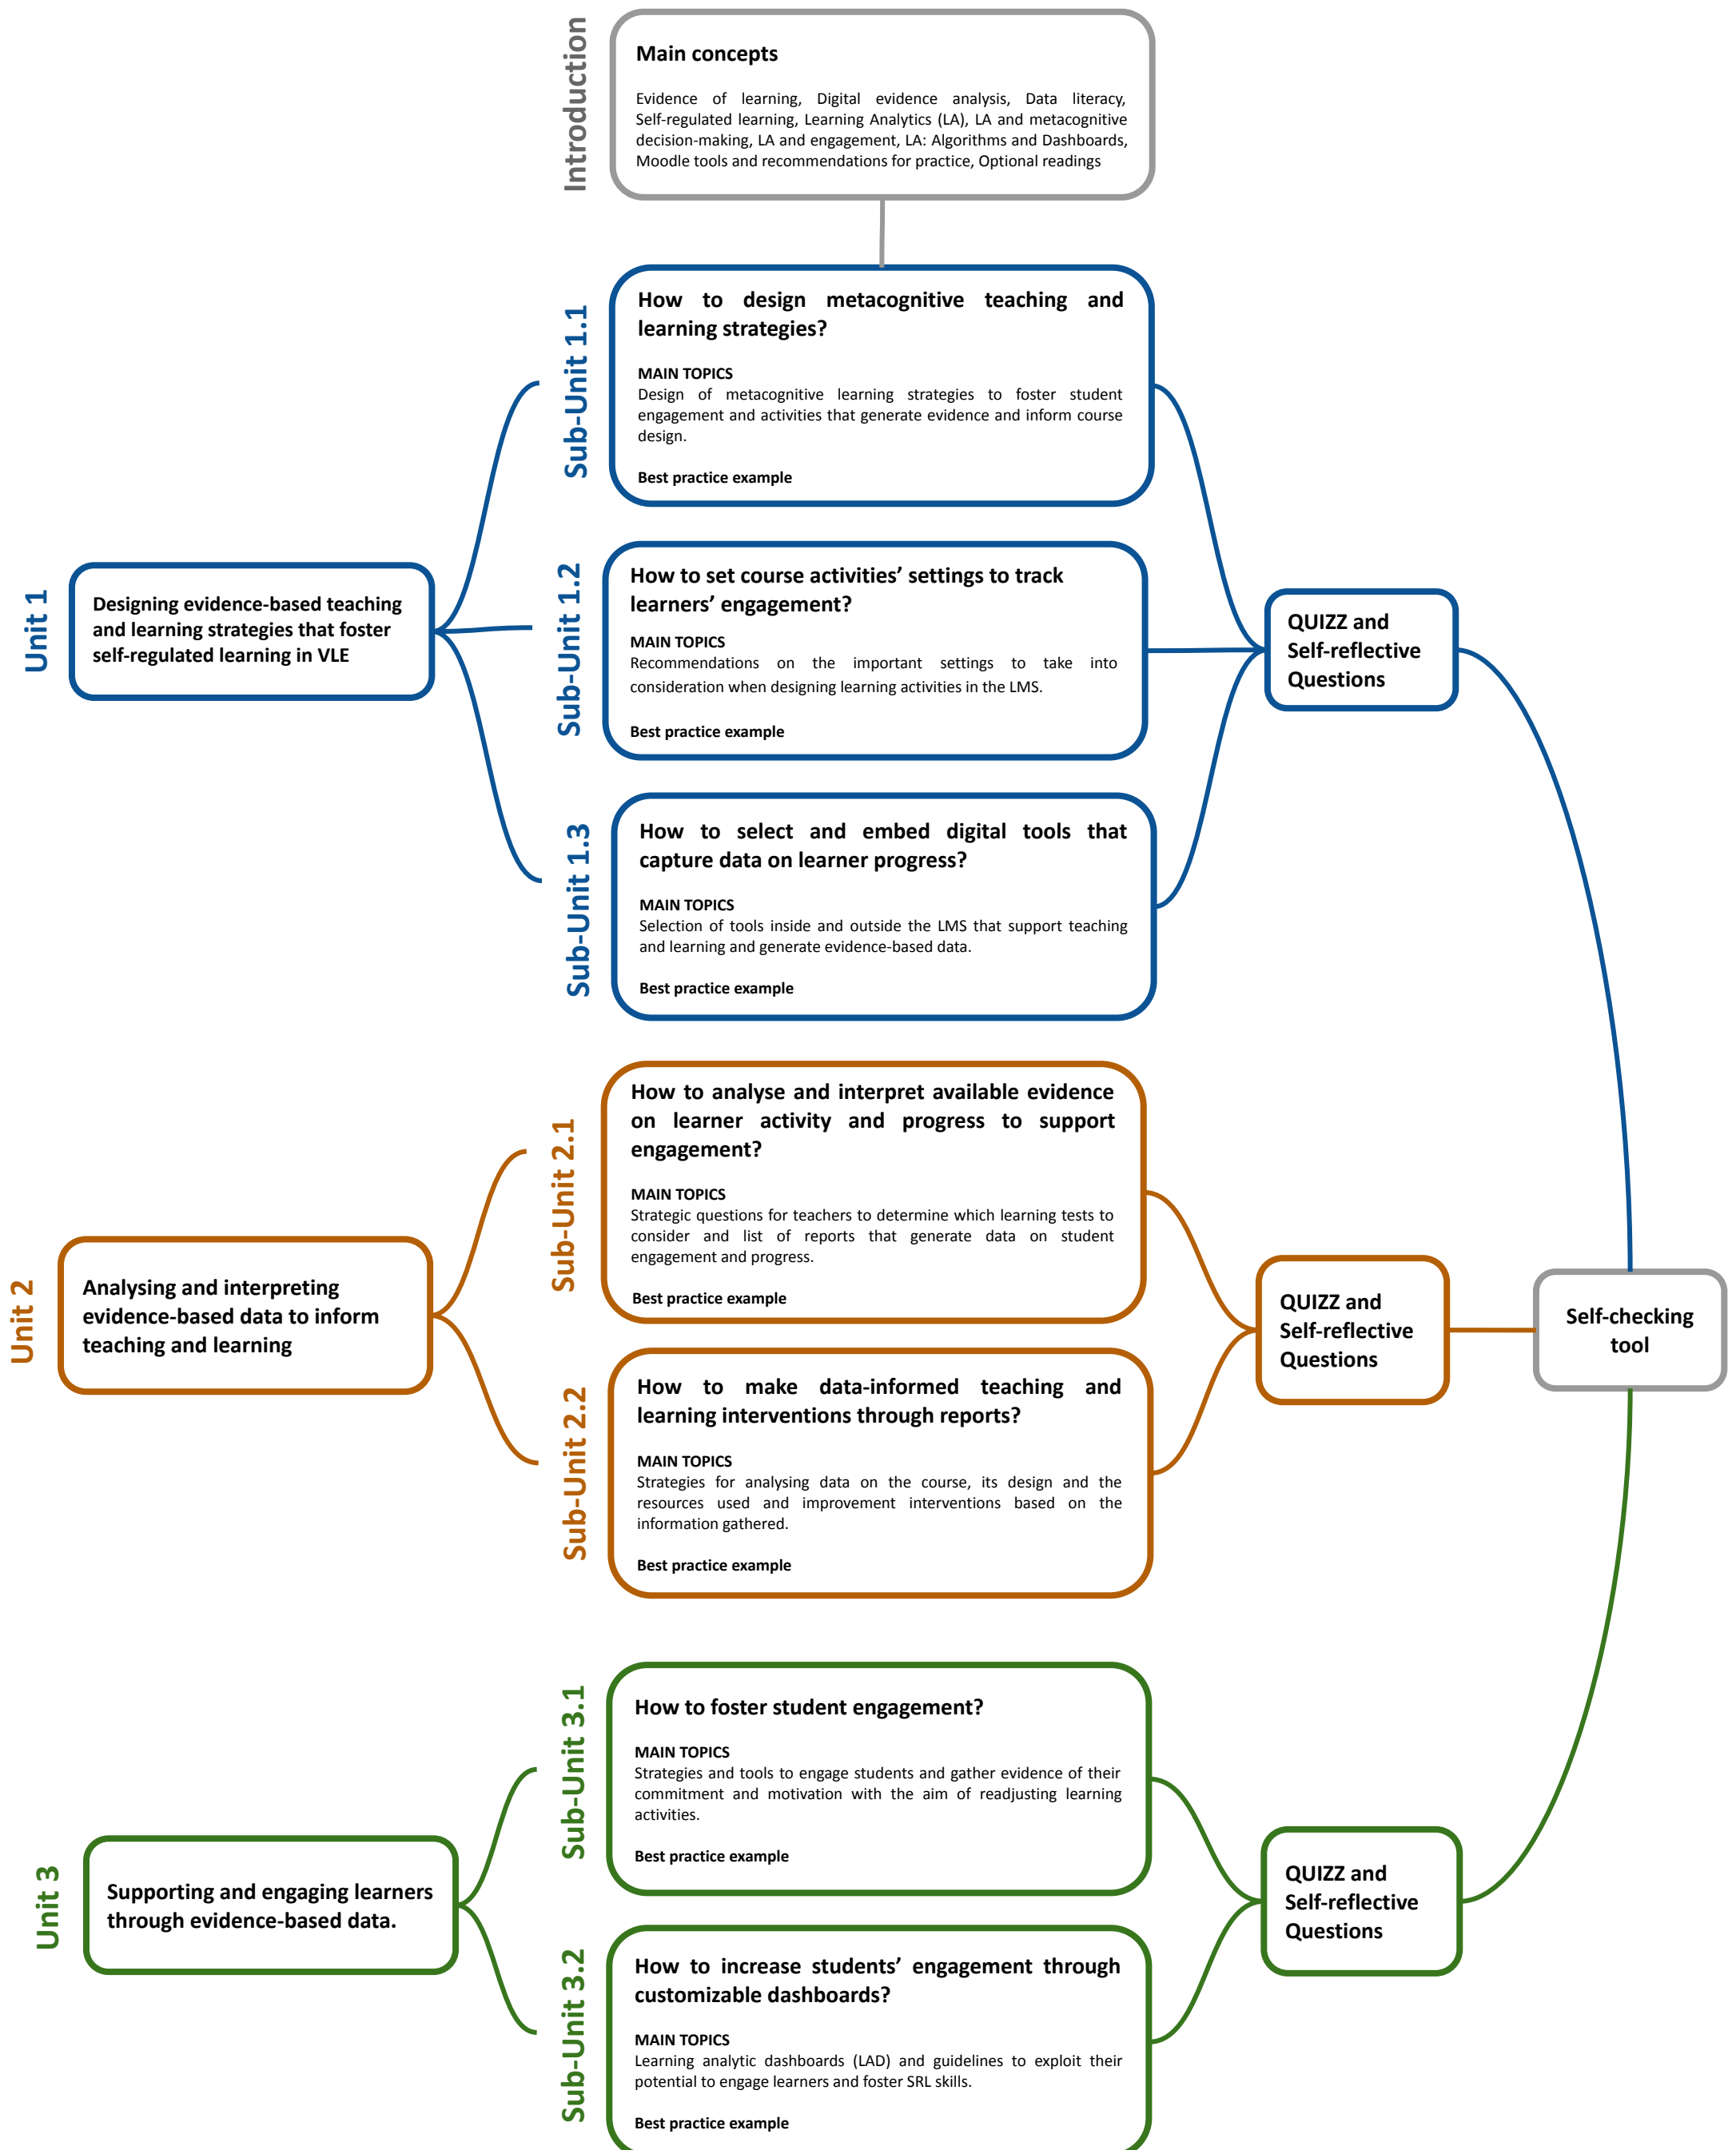 Introduction
Main concepts
Evidence of learning, Digital evidence analysis, Data literacy,
Self-regulated learning, Learning Analytics (LA), LA and metacognitive
decision-making, LA and engagement, LA: Algorithms and Dashboards,
Moodle tools and recommendations for practice, Optional readings
Unit 1
Designing evidence-based teaching
and learning strategies that foster
self-regulated learning in VLE
Sub-Unit 1.1
How to design metacognitive teaching and
learning strategies?
MAIN TOPICS
Design of metacognitive learning strategies to foster student
engagement and activities that generate evidence and inform course
design.
Best practice example
Sub-Unit 1.2
How to set course activities’ settings to track
learners’ engagement?
MAIN TOPICS
Recommendations on the important settings to take into
consideration when designing learning activities in the LMS.
Best practice example
Sub-Unit 1.3
How to select and embed digital tools that
capture data on learner progress?
MAIN TOPICS
Selection of tools inside and outside the LMS that support teaching
and learning and generate evidence-based data.
Best practice example
QUIZZ and
Self-reflective
Questions
Unit 2
Analysing and interpreting
evidence-based data to inform
teaching and learning
Sub-Unit 2.1
How to analyse and interpret available evidence
on learner activity and progress to support
engagement?
MAIN TOPICS
Strategic questions for teachers to determine which learning tests to
consider and list of reports that generate data on student
engagement and progress.
Best practice example
Sub-Unit 2.2
How to make data-informed teaching and
learning interventions through reports?
MAIN TOPICS
Strategies for analysing data on the course, its design and the
resources used and improvement interventions based on the
information gathered.
Best practice example
QUIZZ and
Self-reflective
Questions
Self-checking
tool
Unit 3
Supporting and engaging learners
through evidence-based data.
Sub-Unit 3.1
How to foster student engagement?
MAIN TOPICS
Strategies and tools to engage students and gather evidence of their
commitment and motivation with the aim of readjusting learning
activities.
Best practice example
Sub-Unit 3.2
How to increase students’ engagement through
customizable dashboards?
MAIN TOPICS
Learning analytic dashboards (LAD) and guidelines to exploit their
potential to engage learners and foster SRL skills.
Best practice example
QUIZZ and
Self-reflective
Questions